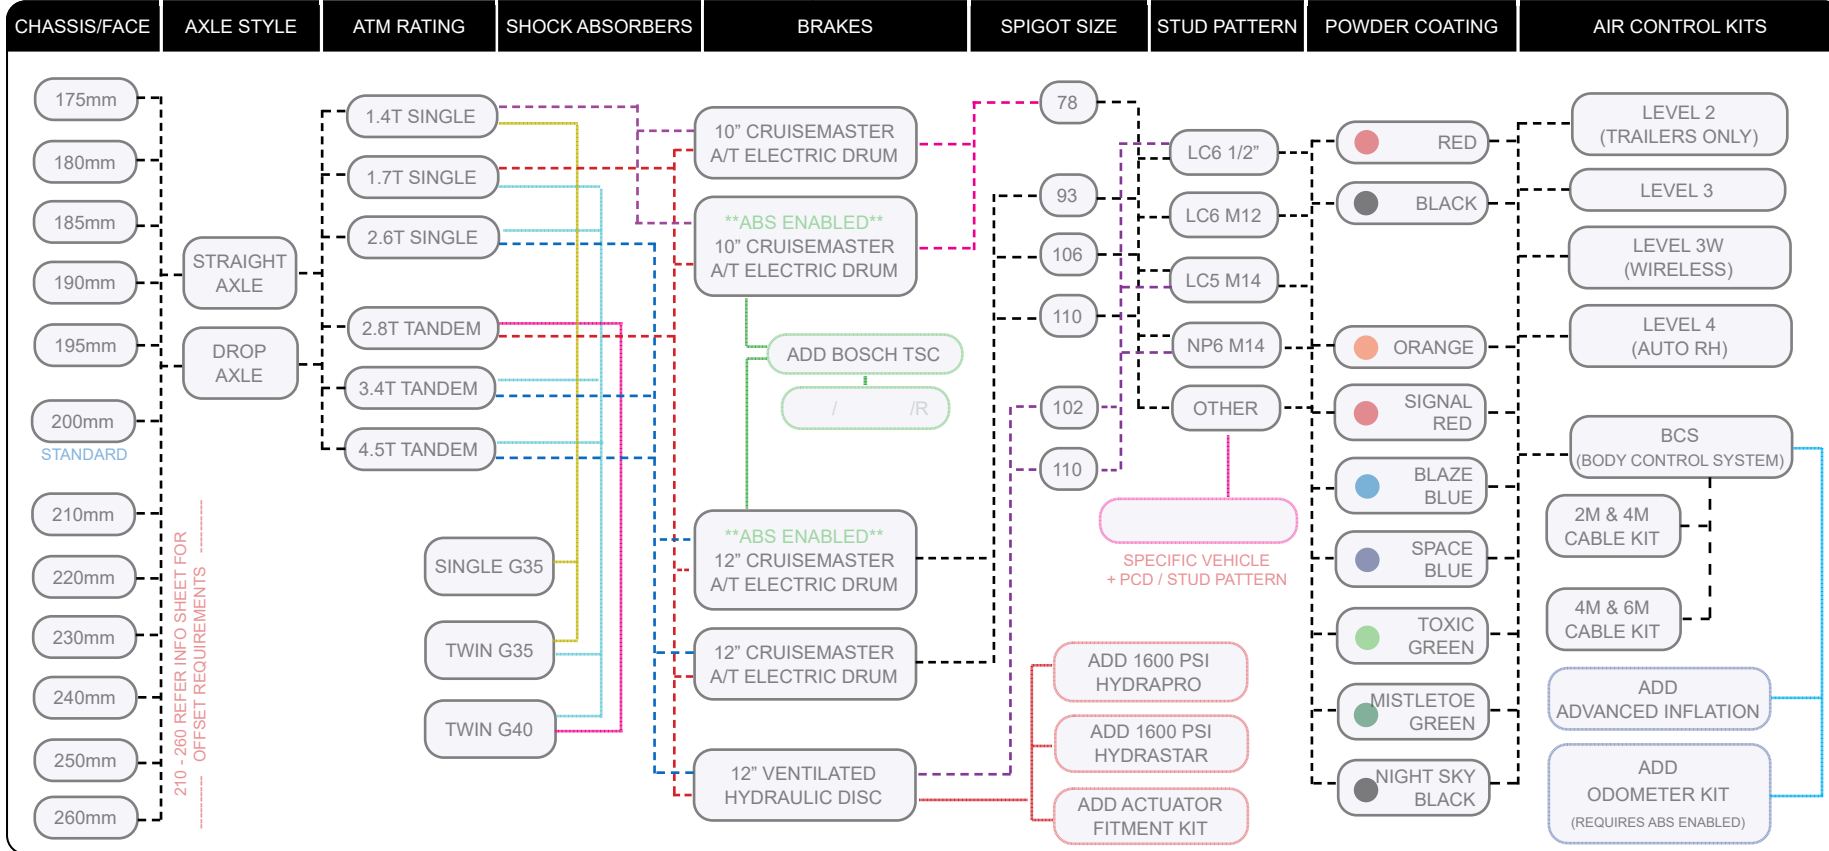 CHASSIS/FACE
AXLE STYLE
ATM RATING
SHOCK ABSORBERS
BRAKES
SPIGOT SIZE
STUD PATTERN
POWDER COATING
AIR CONTROL KITS
175mm
180mm
185mm
190mm
195mm
200mm
STANDARD
210mm
220mm
230mm
240mm
250mm
260mm
210 - 260 REFER INFO SHEET FOR
OFFSET REQUIREMENTS
STRAIGHT
AXLE
DROP
AXLE
1.4T SINGLE
1.7T SINGLE
2.6T SINGLE
2.8T TANDEM
3.4T TANDEM
4.5T TANDEM
SINGLE G35
TWIN G35
TWIN G40
10” CRUISEMASTER
A/T ELECTRIC DRUM
**ABS ENABLED**
10” CRUISEMASTER
A/T ELECTRIC DRUM
ADD BOSCH TSC
/ /R
**ABS ENABLED**
12” CRUISEMASTER
A/T ELECTRIC DRUM
12” CRUISEMASTER
A/T ELECTRIC DRUM
12” VENTILATED
HYDRAULIC DISC
78
93
106
110
102
110
ADD 1600 PSI
HYDRAPRO
ADD 1600 PSI
HYDRASTAR
ADD ACTUATOR
FITMENT KIT
LC6 1/2”
LC6 M12
LC5 M14
NP6 M14
OTHER
SPECIFIC VEHICLE
+ PCD / STUD PATTERN
RED
BLACK
ORANGE
SIGNAL
RED
BLAZE
BLUE
SPACE
BLUE
TOXIC
GREEN
MISTLETOE
GREEN
NIGHT SKY
BLACK
LEVEL 2
(TRAILERS ONLY)
LEVEL 3
LEVEL 3W
(WIRELESS)
LEVEL 4
(AUTO RH)
BCS
(BODY CONTROL SYSTEM)
2M & 4M
CABLE KIT
4M & 6M
CABLE KIT
ADD
ADVANCED INFLATION
ADD
ODOMETER KIT
(REQUIRES ABS ENABLED)